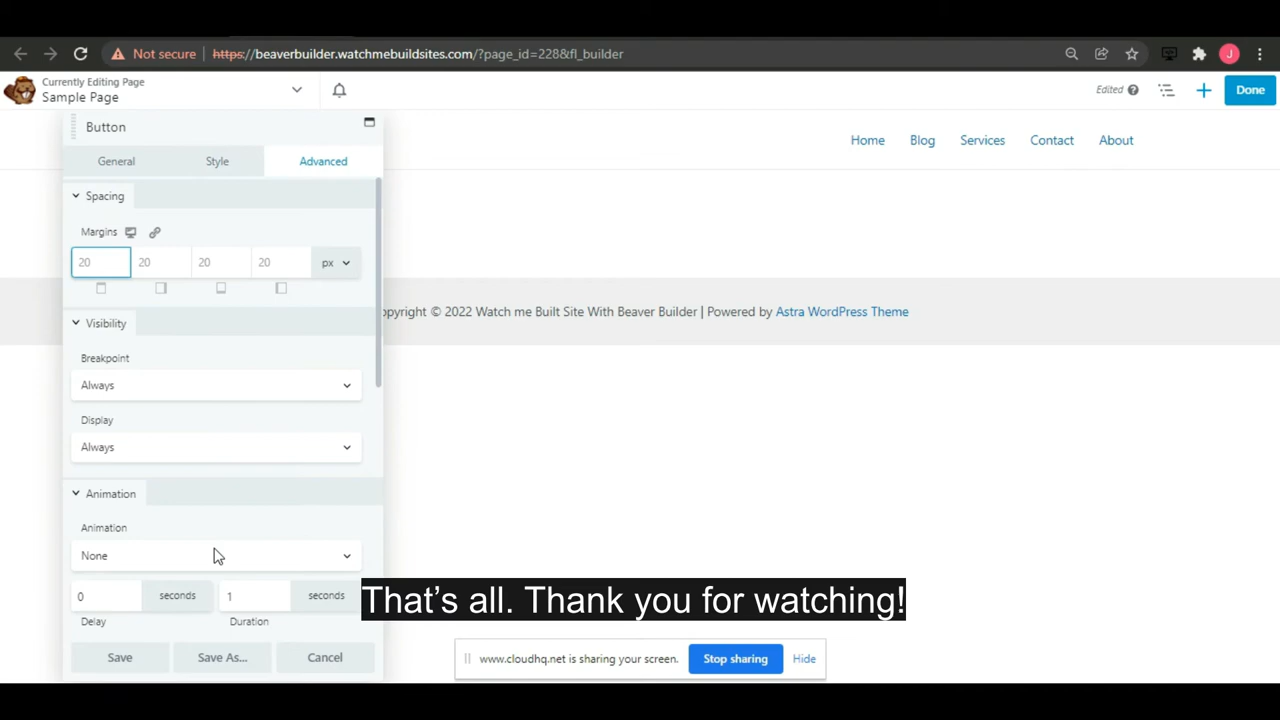 Not secure https://beaverbuilder.watchmebuildsites.com/?page_id=228&fl_builder J
Currently Editing Page
Sample Page
Edited
Done
Button
General Style Advanced
Home Blog Services Contact About
Spacing
Margins
20 20 20 20 px
Visibility
Breakpoint
Always
Display
Always
opyright © 2022 Watch me Built Site With Beaver Builder | Powered by Astra WordPress Theme
Animation
Animation
None
0 seconds 1 seconds
Delay Duration
That’s all. Thank you for watching!
Save Save As... Cancel
www.cloudhq.net is sharing your screen. Stop sharing Hide